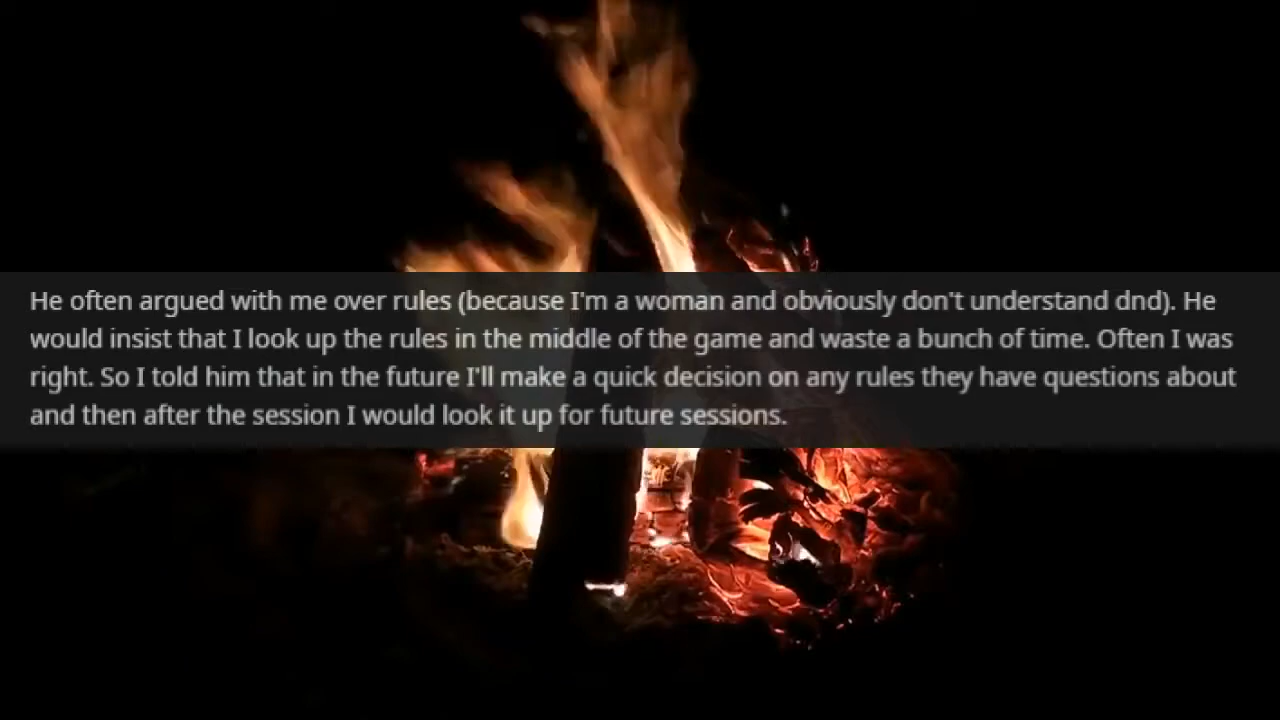 He often argued with me over rules (because I'm a woman and obviously don't understand dnd). He
would insist that I look up the rules in the middle of the game and waste a bunch of time. Often I was
right. So I told him that in the future I'll make a quick decision on any rules they have questions about
and then after the session I would look it up for future sessions.